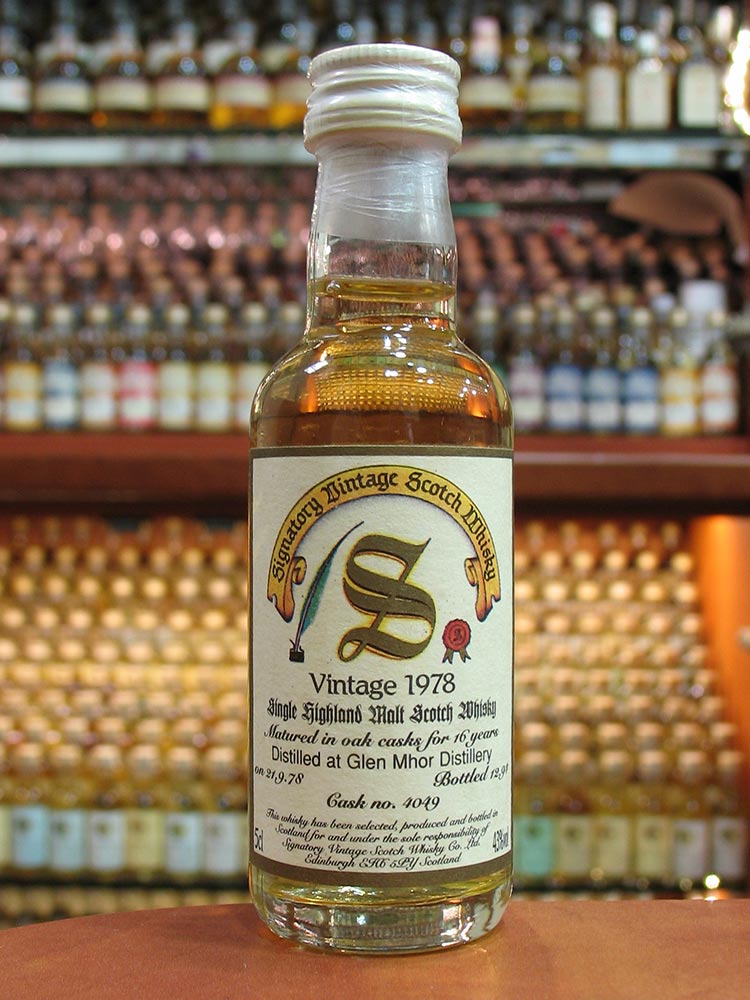 Signatory Vintage Scotch Whisky
S
S
Vintage 1978
Single Highland Malt Scotch Whisky
Matured in oak casks for 16 years
Distilled at Glen Mhor Distillery
on 21.9.78 Bottled 12.94
Cask no. 4049
This whisky has been selected, produced and bottled in
Scotland for and under the sole responsibility of
5cl Signatory Vintage Scotch Whisky Co. Ltd. 43%vol
Edinburgh EH6 5PY Scotland